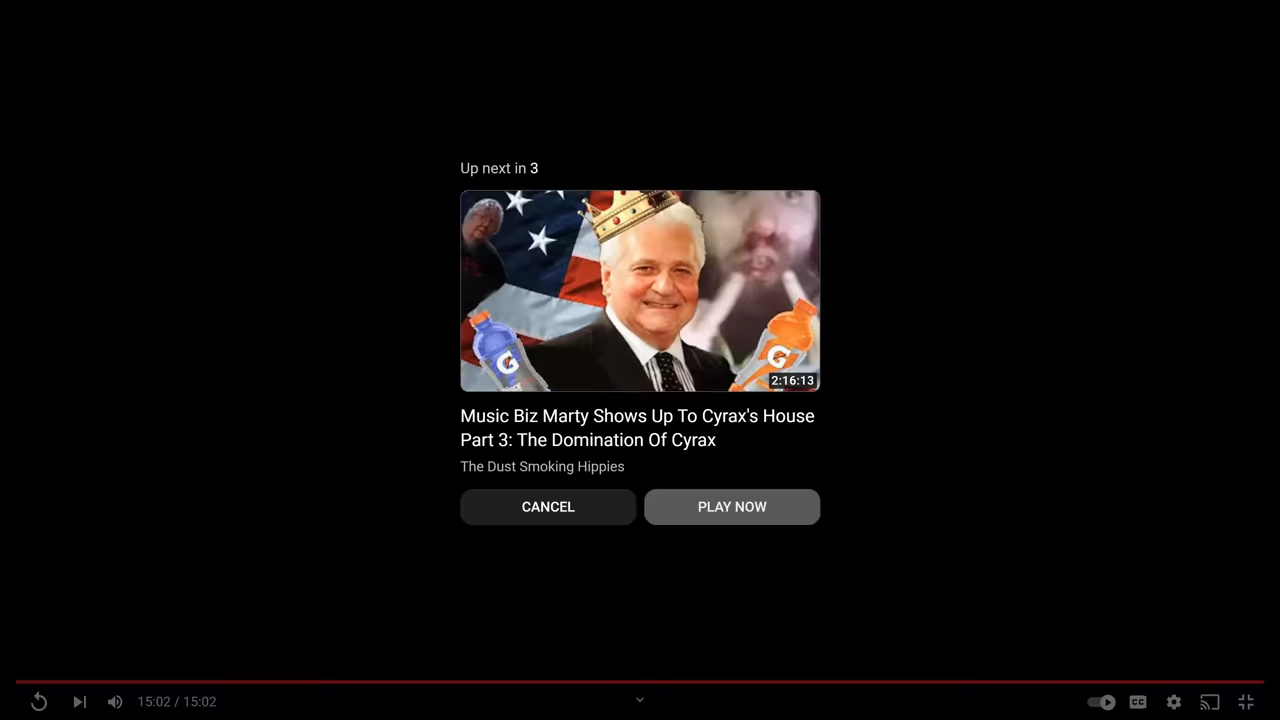 Up next in 3
G
G
2:16:13
Music Biz Marty Shows Up To Cyrax's House
Part 3: The Domination Of Cyrax
The Dust Smoking Hippies
CANCEL
PLAY NOW
15:02 / 15:02
CC